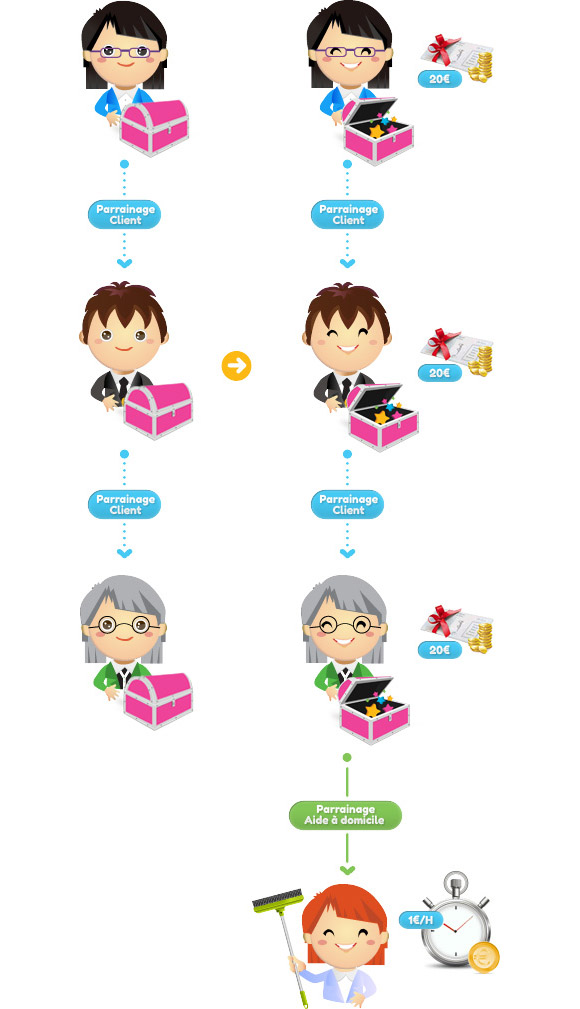 20€
Parrainage
Client
Parrainage
Client
20€
Parrainage
Client
Parrainage
Client
20€
Parrainage
Aide à domicile
1€/H